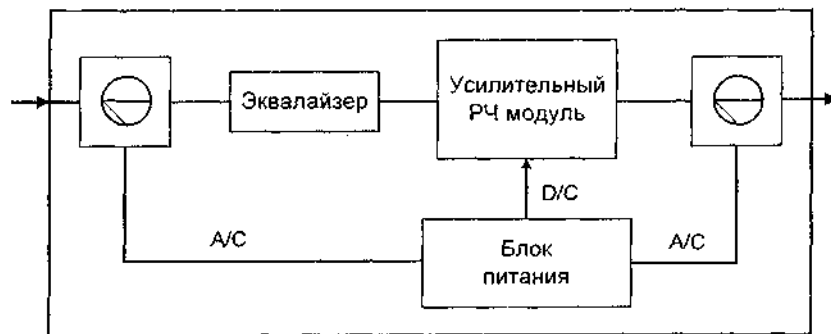 Эквалайзер
Усилительный
РЧ модуль
D/C
A/C
Блок
питания
A/C